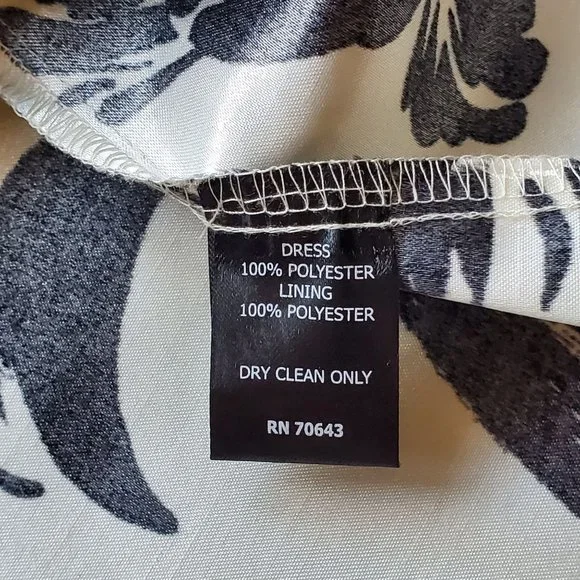 DRESS
100% POLYESTER
LINING
100% POLYESTER
DRY CLEAN ONLY
RN 70643